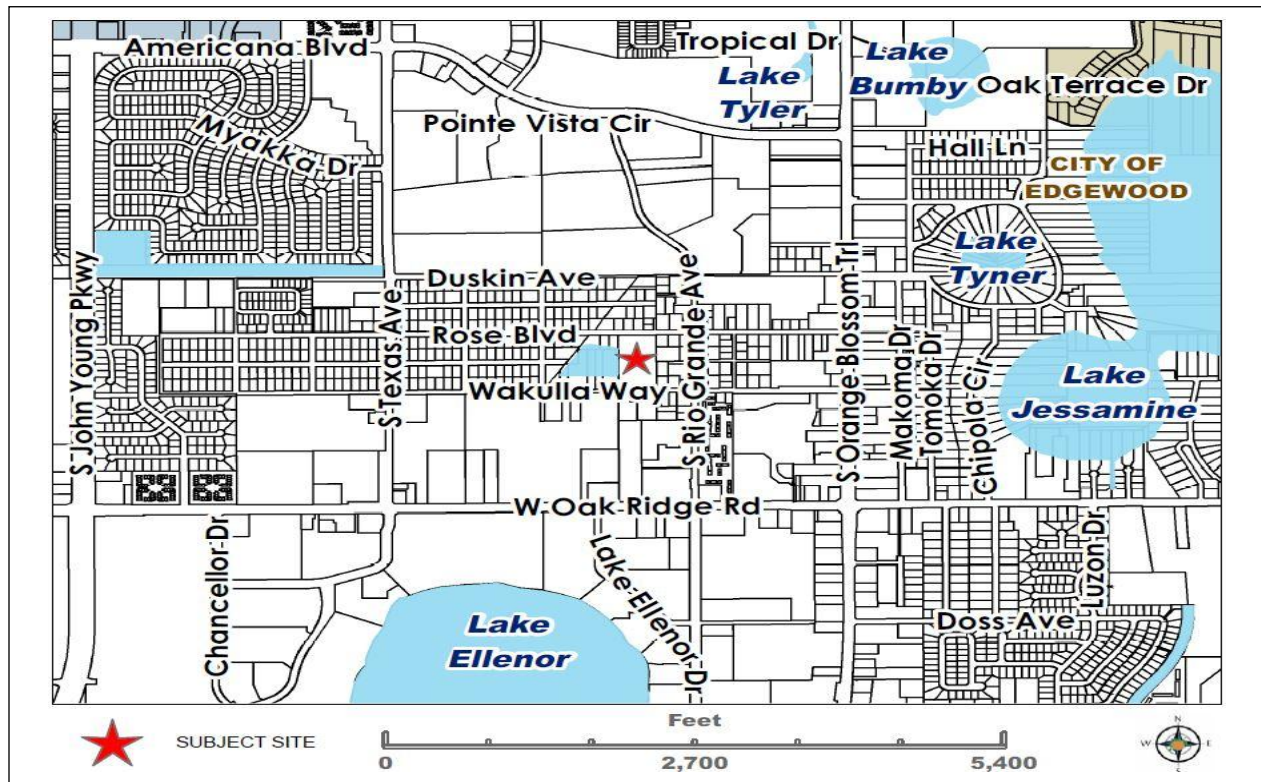 Americana Blvd
Tropical Dr
Lake
Tyler
Lake
Bumby
Oak Terrace Dr
Pointe Vista Cir
Myakka Dr
Hall Ln
CITY OF
EDGEWOOD
Lake
Tyner
S John Young Pkwy
Duskin Ave
S Texas Ave
Rose Blvd
Wakulla Way
S Rio Grande Ave
S Orange Blossom Trl
Makoma Dr
Tomoka Dr
Chipola Cir
Lake
Jessamine
W Oak Ridge Rd
Chancellor Dr
Lake Ellenor Dr
Luzon Dr
Doss Ave
Lake
Ellenor
SUBJECT SITE
Feet
0 2,700 5,400
N
W E
S